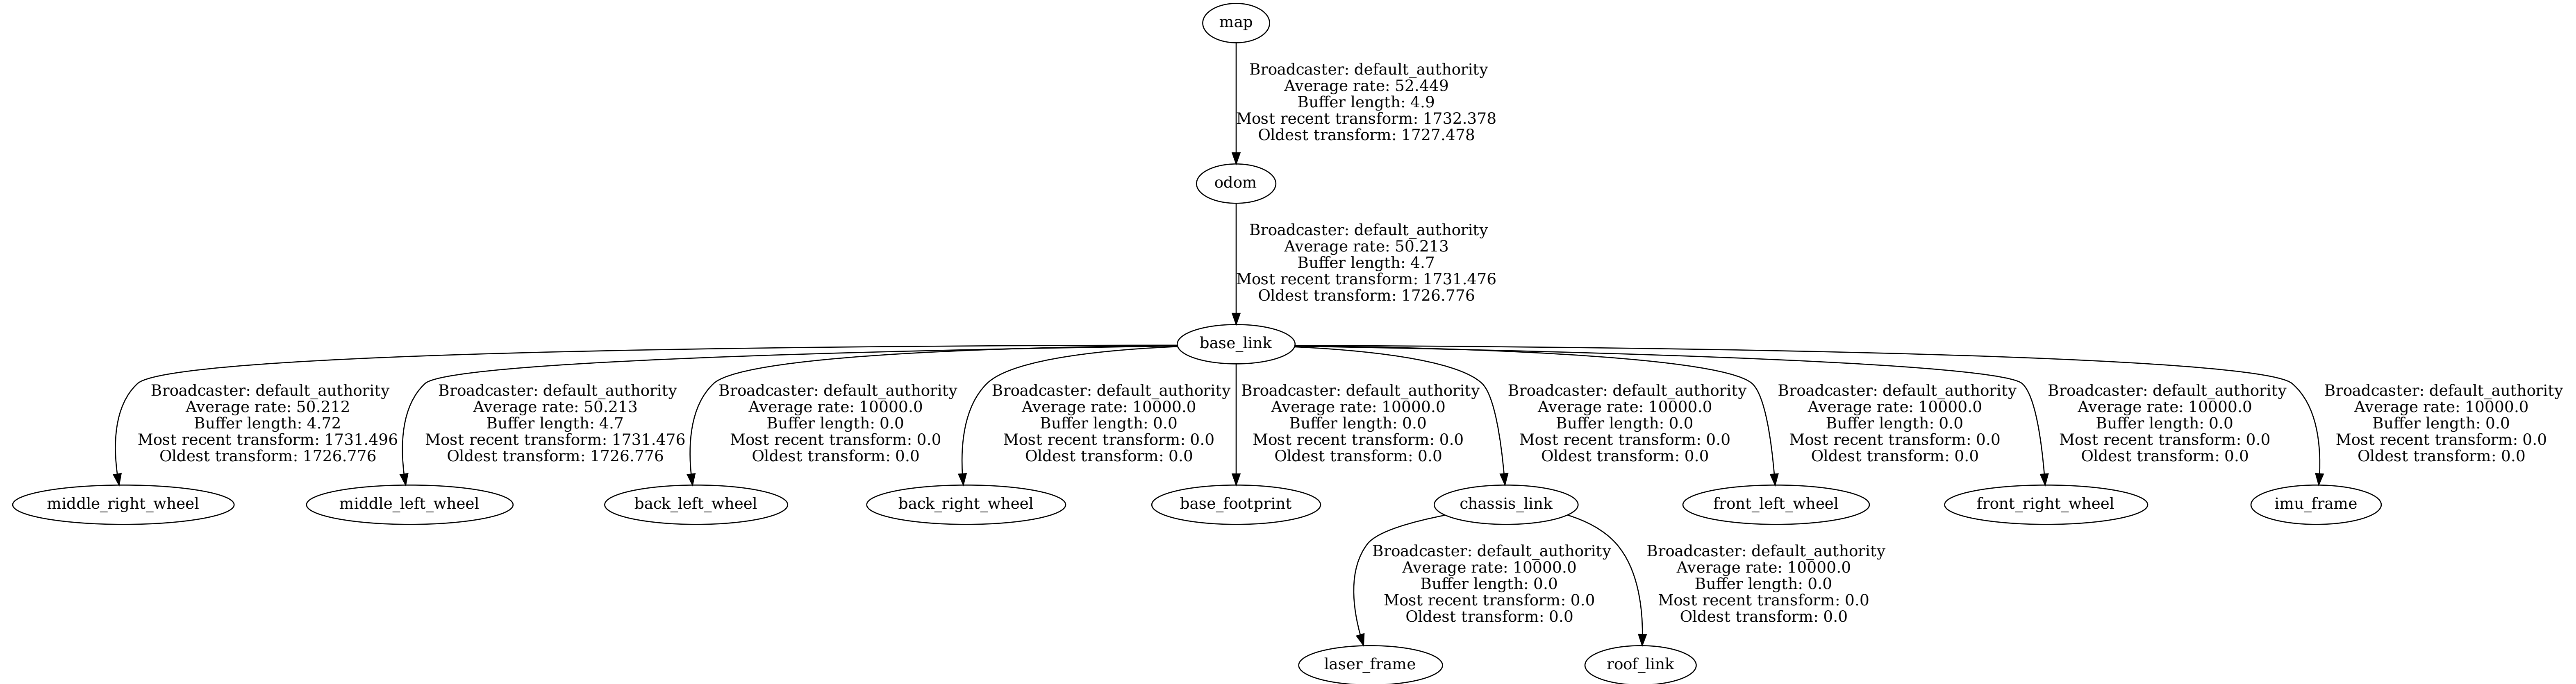 map
Broadcaster: default_authority
Average rate: 52.449
Buffer length: 4.9
Most recent transform: 1732.378
Oldest transform: 1727.478
odom
Broadcaster: default_authority
Average rate: 50.213
Buffer length: 4.7
Most recent transform: 1731.476
Oldest transform: 1726.776
base_link
Broadcaster: default_authority
Average rate: 50.212
Buffer length: 4.72
Most recent transform: 1731.496
Oldest transform: 1726.776
Broadcaster: default_authority
Average rate: 50.213
Buffer length: 4.7
Most recent transform: 1731.476
Oldest transform: 1726.776
Broadcaster: default_authority
Average rate: 10000.0
Buffer length: 0.0
Most recent transform: 0.0
Oldest transform: 0.0
Broadcaster: default_authority
Average rate: 10000.0
Buffer length: 0.0
Most recent transform: 0.0
Oldest transform: 0.0
Broadcaster: default_authority
Average rate: 10000.0
Buffer length: 0.0
Most recent transform: 0.0
Oldest transform: 0.0
Broadcaster: default_authority
Average rate: 10000.0
Buffer length: 0.0
Most recent transform: 0.0
Oldest transform: 0.0
Broadcaster: default_authority
Average rate: 10000.0
Buffer length: 0.0
Most recent transform: 0.0
Oldest transform: 0.0
Broadcaster: default_authority
Average rate: 10000.0
Buffer length: 0.0
Most recent transform: 0.0
Oldest transform: 0.0
Broadcaster: default_authority
Average rate: 10000.0
Buffer length: 0.0
Most recent transform: 0.0
Oldest transform: 0.0
middle_right_wheel
middle_left_wheel
back_left_wheel
back_right_wheel
base_footprint
chassis_link
front_left_wheel
front_right_wheel
imu_frame
Broadcaster: default_authority
Average rate: 10000.0
Buffer length: 0.0
Most recent transform: 0.0
Oldest transform: 0.0
Broadcaster: default_authority
Average rate: 10000.0
Buffer length: 0.0
Most recent transform: 0.0
Oldest transform: 0.0
laser_frame
roof_link